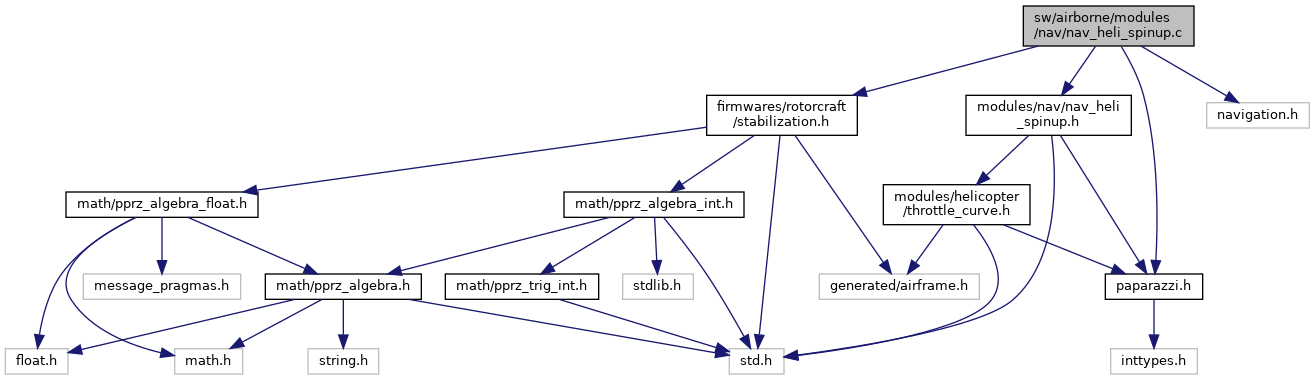 sw/airborne/modules
/nav/nav_heli_spinup.c
firmwares/rotorcraft
/stabilization.h
modules/nav/nav_heli
_spinup.h
navigation.h
math/pprz_algebra_float.h
math/pprz_algebra_int.h
modules/helicopter
/throttle_curve.h
message_pragmas.h
math/pprz_algebra.h
math/pprz_trig_int.h
stdlib.h
generated/airframe.h
paparazzi.h
float.h
math.h
string.h
std.h
inttypes.h